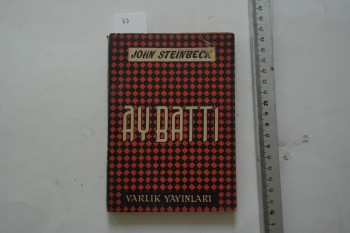 JOHN STEINBECK
AY BATTI
VARLIK YAYINLARI